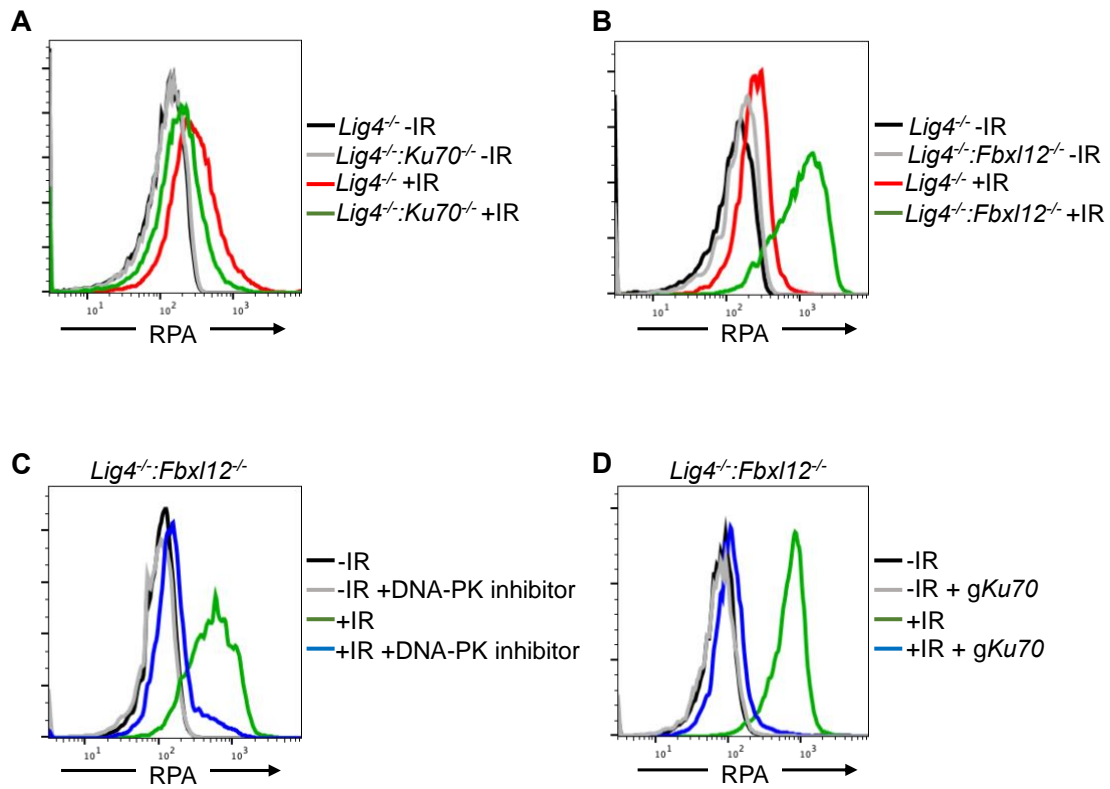 A
Lig4-/- -IR
Lig4-/-:Ku70-/- -IR
Lig4-/- +IR
Lig4-/-:Ku70-/- +IR
10¹ 10² 10³
RPA
B
Lig4-/- -IR
Lig4-/-:Fbxl12-/- -IR
Lig4-/- +IR
Lig4-/-:Fbxl12-/- +IR
10¹ 10² 10³
RPA
C
Lig4-/-:Fbxl12-/-
-IR
-IR +DNA-PK inhibitor
+IR
+IR +DNA-PK inhibitor
10¹ 10² 10³
RPA
D
Lig4-/-:Fbxl12-/-
-IR
-IR + gKu70
+IR
+IR + gKu70
10¹ 10² 10³
RPA